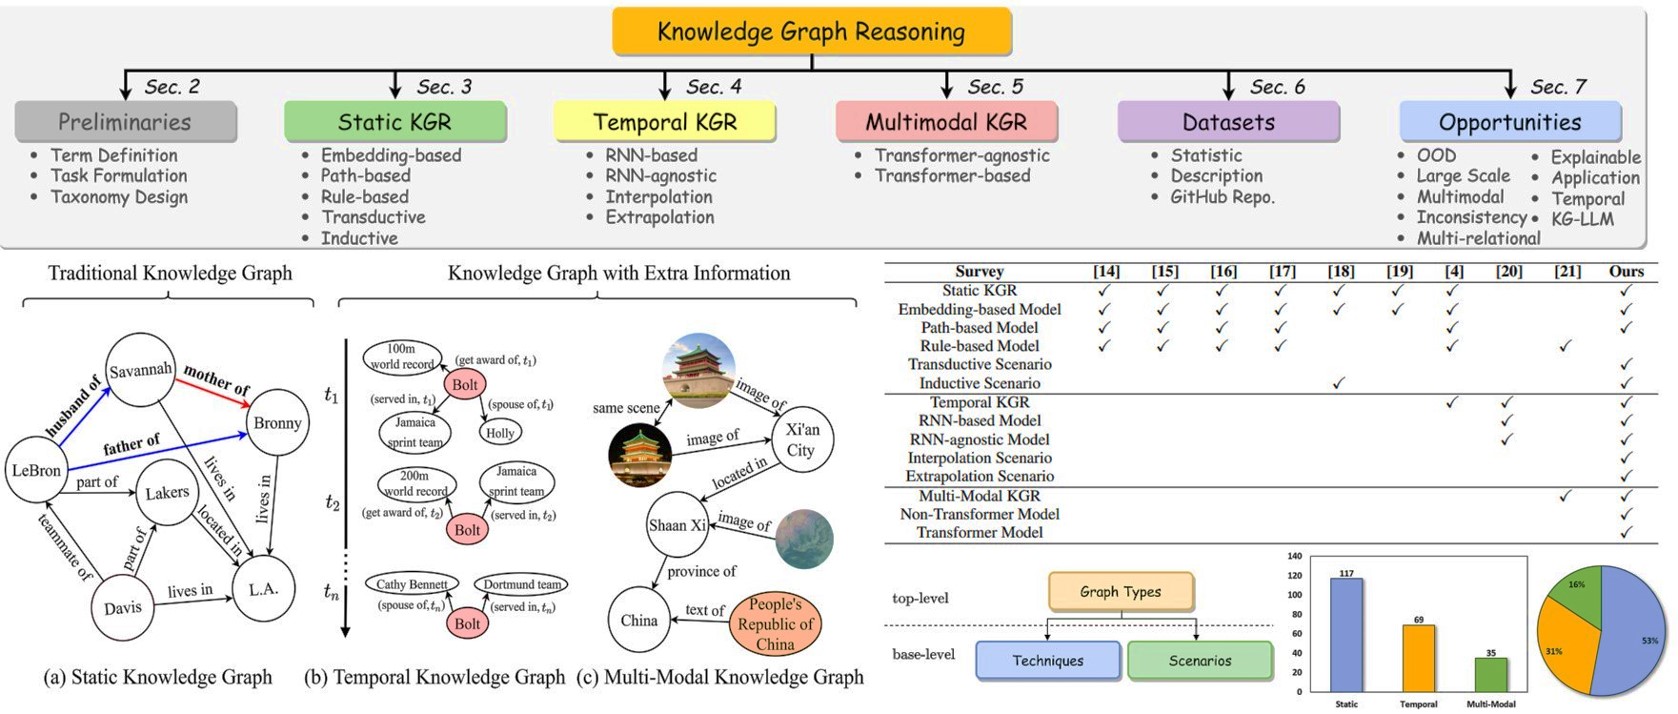 Knowledge Graph Reasoning
Sec. 2
Sec. 3
Sec. 4
Sec. 5
Sec. 6
Sec. 7
Preliminaries
Static KGR
Temporal KGR
Multimodal KGR
Datasets
Opportunities
• Term Definition
• Task Formulation
• Taxonomy Design
• Embedding-based
• Path-based
• Rule-based
• Transductive
• Inductive
• RNN-based
• RNN-agnostic
• Interpolation
• Extrapolation
• Transformer-agnostic
• Transformer-based
• Statistic
• Description
• GitHub Repo.
• OOD
• Large Scale
• Multimodal
• Inconsistency
• Multi-relational
• Explainable
• Application
• Temporal
• KG-LLM
Traditional Knowledge Graph
Savannah
mother of
husband of
Bronny
father of
LeBron
part of
Lakers
lives in
lives in
located in
teammate of
part of
Davis
lives in
L.A.
(a) Static Knowledge Graph
Knowledge Graph with Extra Information
t1
100m
world record
(get award of, t1)
Bolt
(served in, t1)
(spouse of, t1)
Jamaica
sprint team
Holly
t2
200m
world record
Jamaica
sprint team
(get award of, t2)
(served in, t2)
Bolt
tn
Cathy Bennett
Dortmund team
(spouse of, tn)
(served in, tn)
Bolt
(b) Temporal Knowledge Graph
image of
same scene
image of
Xi'an
City
located in
Shaan Xi
image of
province of
China
text of
People's
Republic of
China
(c) Multi-Modal Knowledge Graph
Survey [14] [15] [16] [17] [18] [19] [4] [20] [21] Ours
Static KGR ✓ ✓ ✓ ✓ ✓ ✓ ✓ ✓
Embedding-based Model ✓ ✓ ✓ ✓ ✓ ✓ ✓ ✓
Path-based Model ✓ ✓ ✓ ✓ ✓ ✓
Rule-based Model ✓ ✓ ✓ ✓ ✓ ✓
Transductive Scenario ✓
Inductive Scenario ✓ ✓
Temporal KGR ✓ ✓ ✓
RNN-based Model ✓ ✓
RNN-agnostic Model ✓ ✓
Interpolation Scenario ✓
Extrapolation Scenario ✓
Multi-Modal KGR ✓ ✓
Non-Transformer Model ✓
Transformer Model ✓
top-level
Graph Types
base-level
Techniques
Scenarios
140
120
100
80
60
40
20
0
117
69
35
Static
Temporal
Multi-Modal
16%
31%
53%